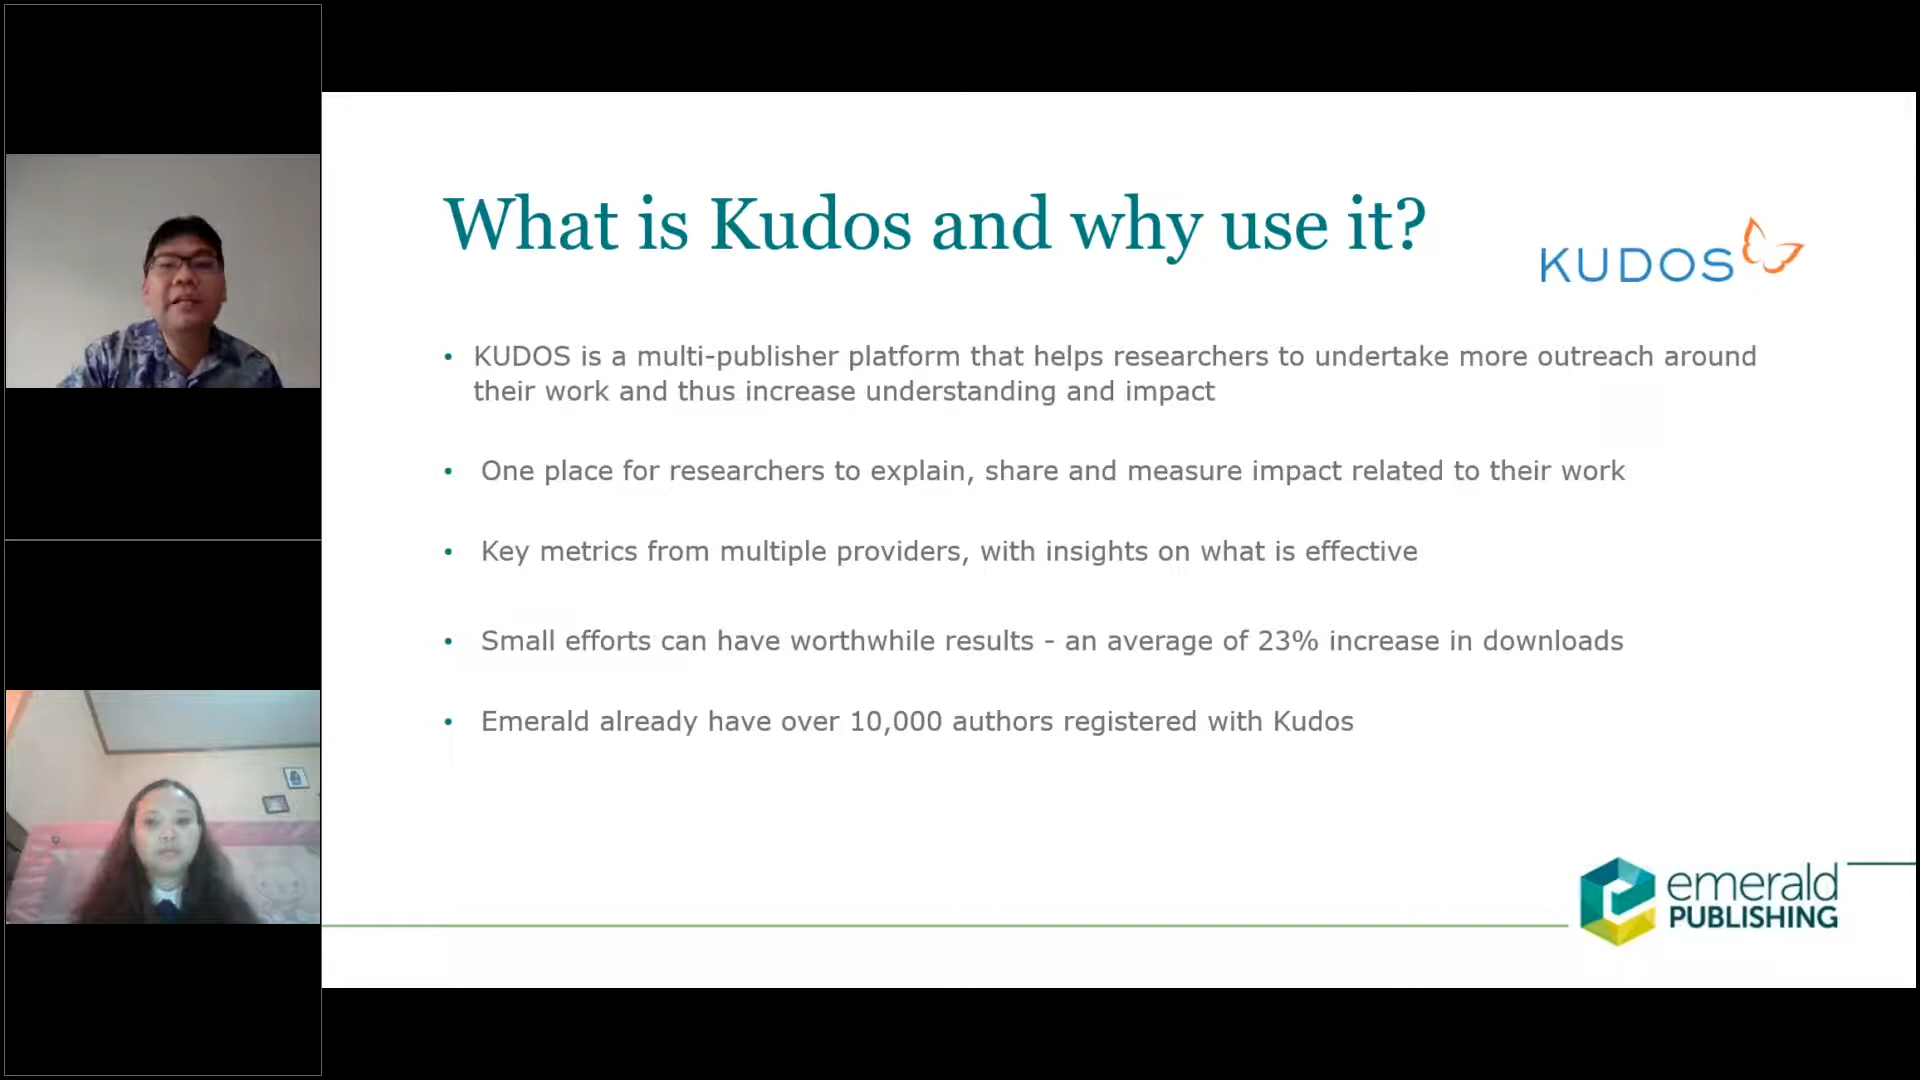 What is Kudos and why use it?
KUDOS
• KUDOS is a multi-publisher platform that helps researchers to undertake more outreach around
their work and thus increase understanding and impact
• One place for researchers to explain, share and measure impact related to their work
• Key metrics from multiple providers, with insights on what is effective
• Small efforts can have worthwhile results - an average of 23% increase in downloads
• Emerald already have over 10,000 authors registered with Kudos
emerald
PUBLISHING